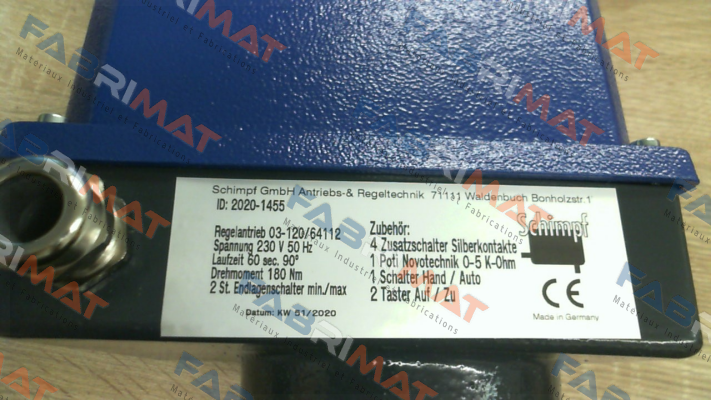 Schimpf GmbH Antriebs-& Regeltechnik 71111 Waldenbuch Bonholzstr.1
ID: 2020-1455
Schimpf
Regelantrieb 03-120/64112
Spannung 230 V 50 Hz
Laufzeit 60 sec. 90°
Drehmoment 180 Nm
2 St. Endlagenschalter min/max
Datum: KW 51/2020
Zubehör:
4 Zusatzschalter Silberkontakte
1 Poti Novotechnik 0-5 K-Ohm
1 Schalter Hand / Auto
2 Taster Auf / Zu
CE
Made in Germany
FABRIMAT
Matériaux Industriel et Fabrications